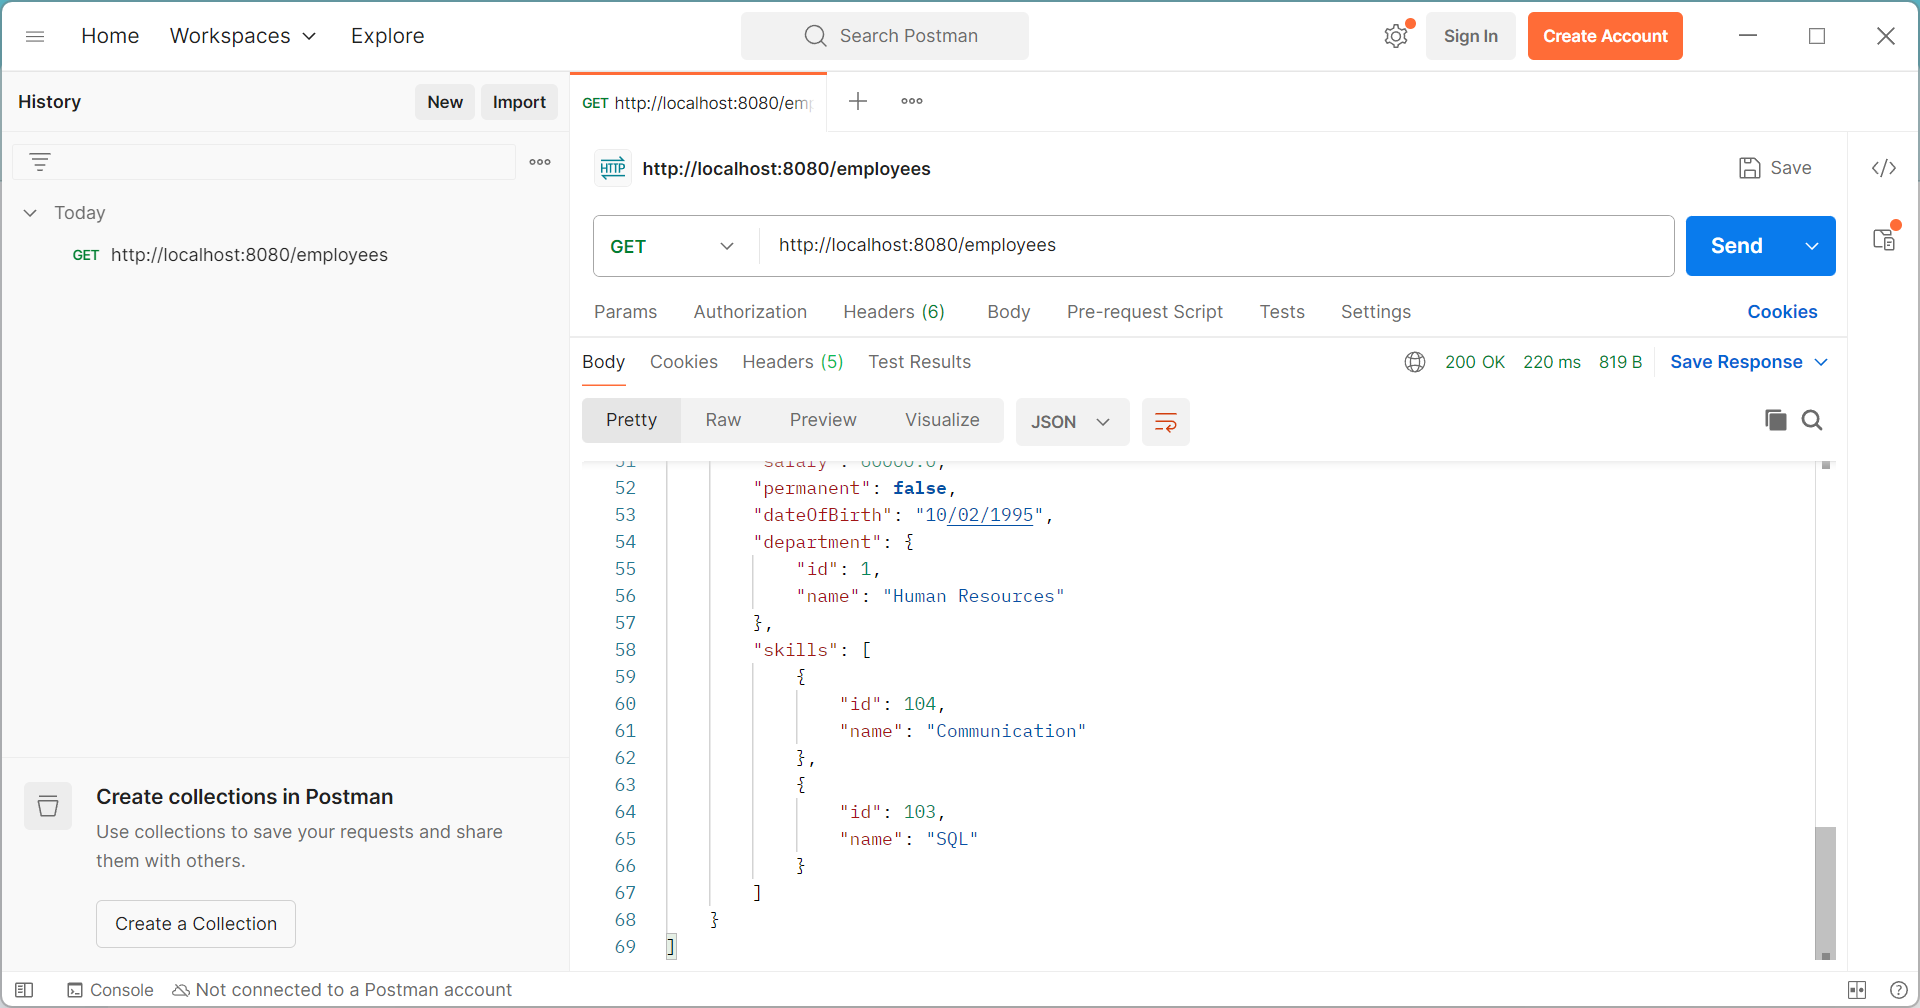 Home Workspaces Explore Search Postman Sign In Create Account
History New Import
Today
GET http://localhost:8080/employees
Create collections in Postman
Use collections to save your requests and share
them with others.
Create a Collection
GET http://localhost:8080/em
HTTP http://localhost:8080/employees Save </>
GET http://localhost:8080/employees Send
Params Authorization Headers (6) Body Pre-request Script Tests Settings Cookies
Body Cookies Headers (5) Test Results 200 OK 220 ms 819 B Save Response
Pretty Raw Preview Visualize JSON
51 "salary": 60000.0,
52 "permanent": false,
53 "dateOfBirth": "10/02/1995",
54 "department": {
55 "id": 1,
56 "name": "Human Resources"
57 },
58 "skills": [
59 {
60 "id": 104,
61 "name": "Communication"
62 },
63 {
64 "id": 103,
65 "name": "SQL"
66 }
67 ]
68 }
69 ]
Console Not connected to a Postman account